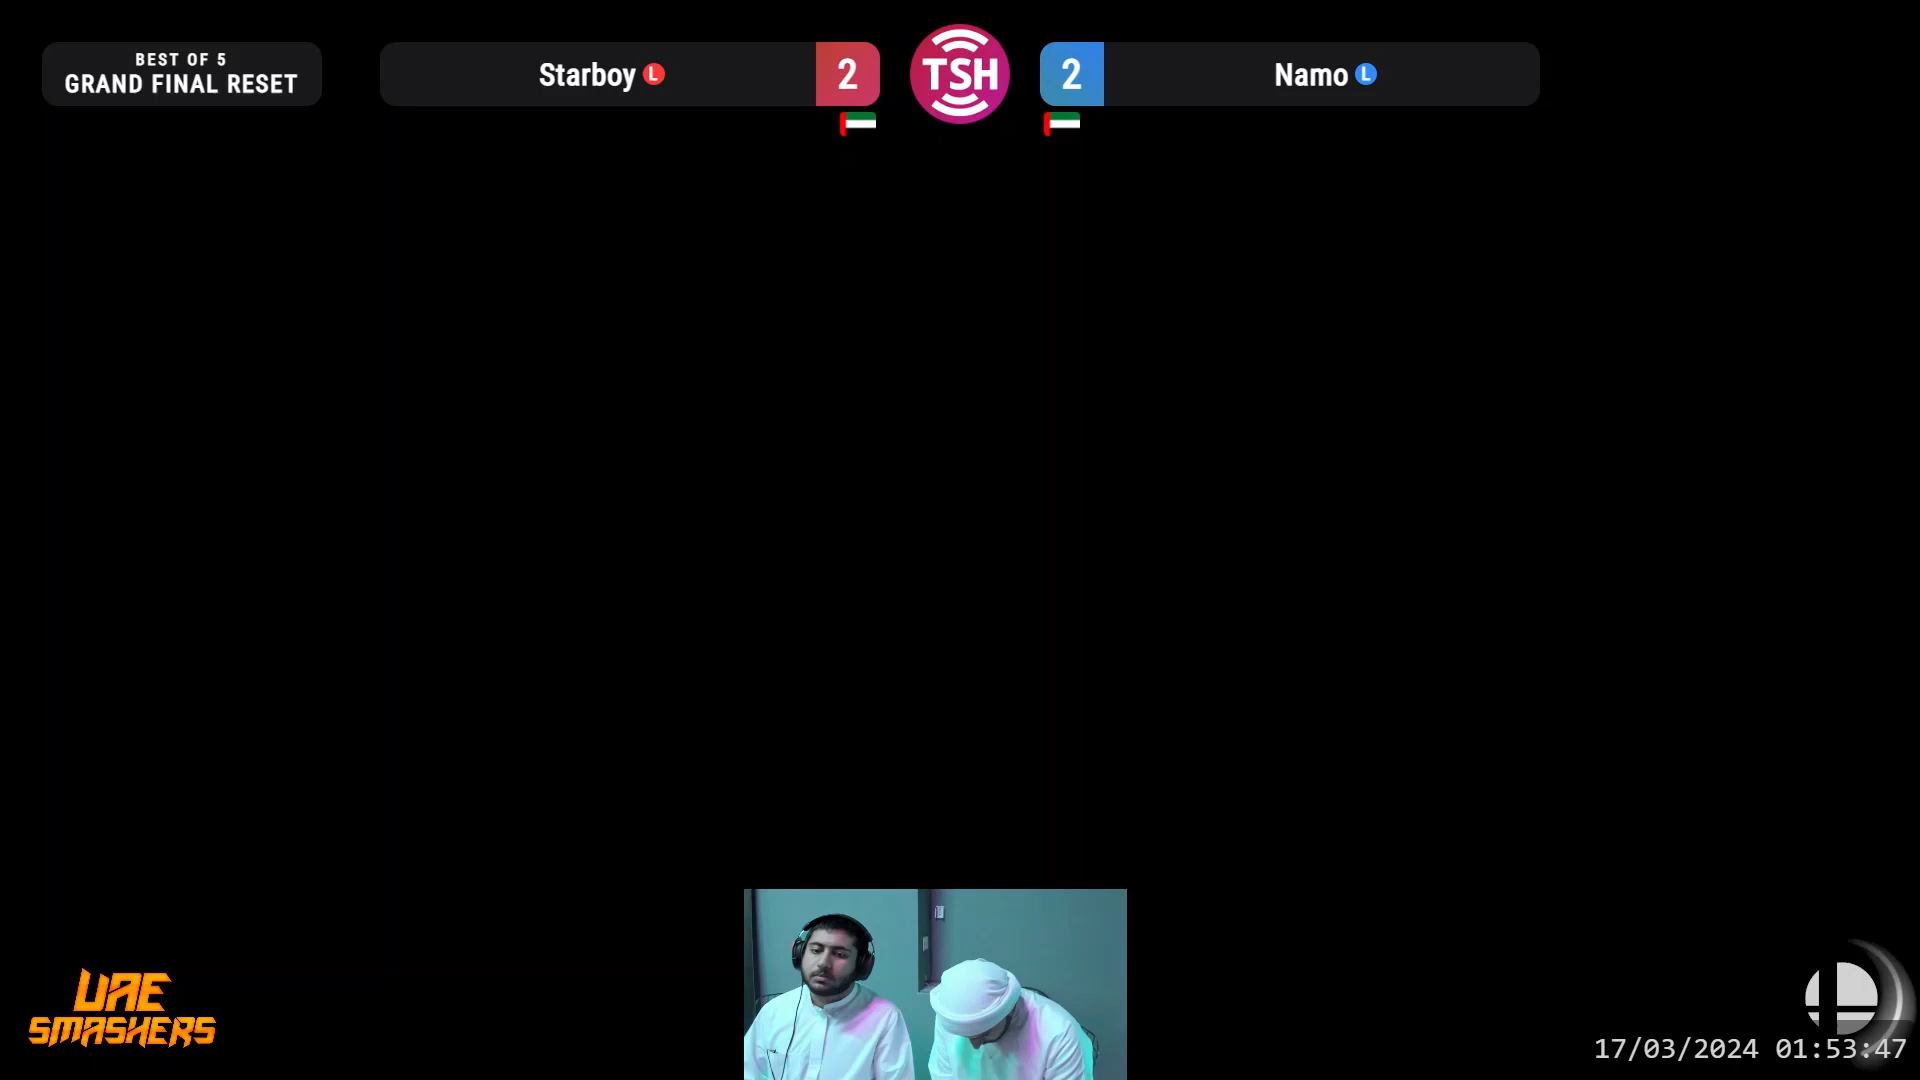 BEST OF 5
GRAND FINAL RESET
Starboy L
2
TSH
2
Namo L
UAE
SMASHERS
17/03/2024 01:53:47